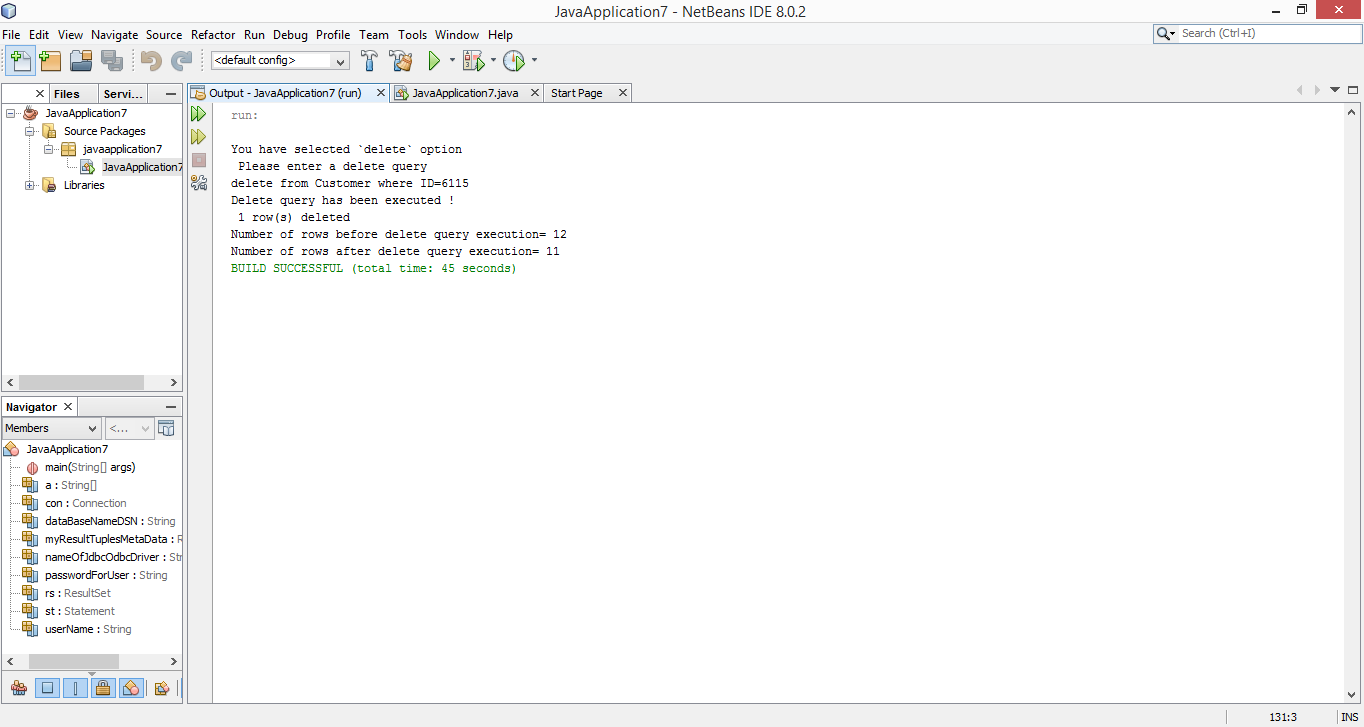 JavaApplication7 - NetBeans IDE 8.0.2
File Edit View Navigate Source Refactor Run Debug Profile Team Tools Window Help
Search (Ctrl+I)
<default config>
Files Servi...
Output - JavaApplication7 (run) JavaApplication7.java Start Page
JavaApplication7
Source Packages
javaapplication7
JavaApplication7
Libraries
run:
You have selected `delete` option
Please enter a delete query
delete from Customer where ID=6115
Delete query has been executed !
1 row(s) deleted
Number of rows before delete query execution= 12
Number of rows after delete query execution= 11
BUILD SUCCESSFUL (total time: 45 seconds)
Navigator
Members <...
JavaApplication7
main(String[] args)
a : String[]
con : Connection
dataBaseNameDSN : String
myResultTuplesMetaData : R
nameOfJdbcOdbcDriver : Str
passwordForUser : String
rs : ResultSet
st : Statement
userName : String
131:3 INS